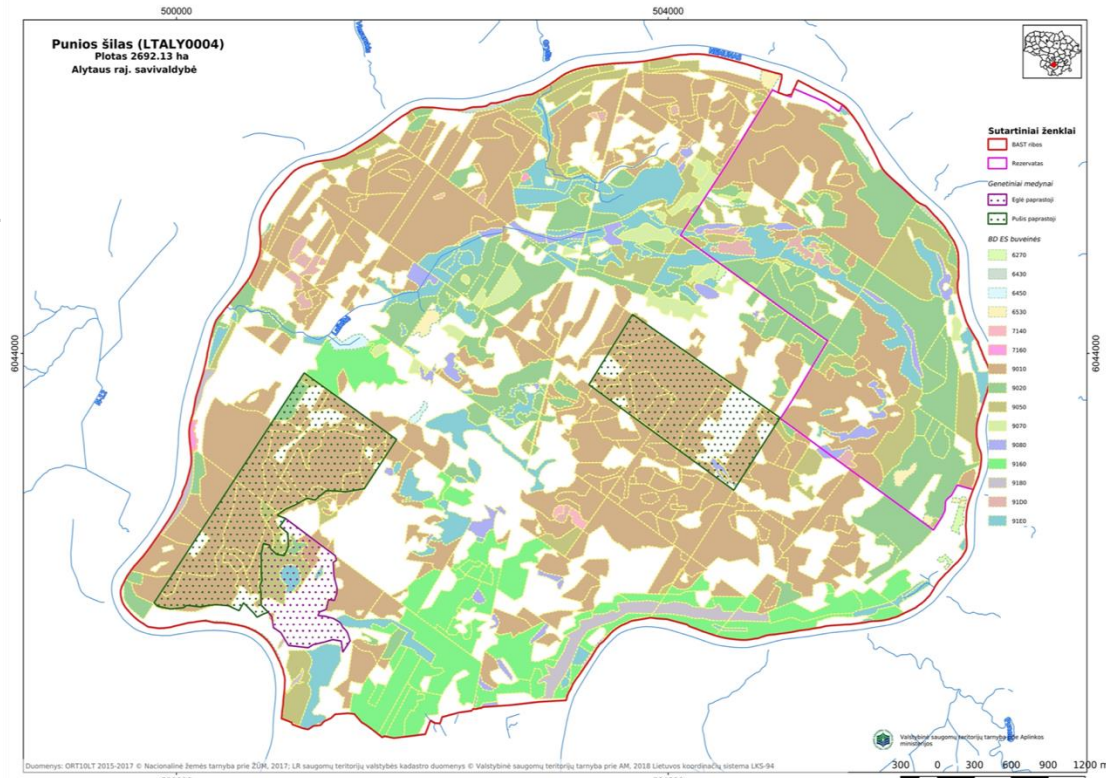 500000
504000
Punios šilas (LTALY0004)
Plotas 2692.13 ha
Alytaus raj. savivaldybė
Sutartiniai ženklai
BAST ribos
Rezervatas
Genetiniai medynai
Eglė paprastoji
Pušis paprastoji
BD ES buveinės
6270
6430
6450
6530
7140
7160
9010
9020
9050
9070
9080
9160
9180
91D0
91E0
6044000
6044000
Valstybinė saugomų teritorijų tarnyba prie Aplinkos
ministerijos
Duomenys: ORT10LT 2015-2017 © Nacionalinė žemės tarnyba prie ŽŪM, 2017; LR saugomų teritorijų valstybės kadastro duomenys © Valstybinė saugomų teritorijų tarnyba prie AM, 2018 Lietuvos koordinačių sistema LKS-94
300 0 300 600 900 1200 m